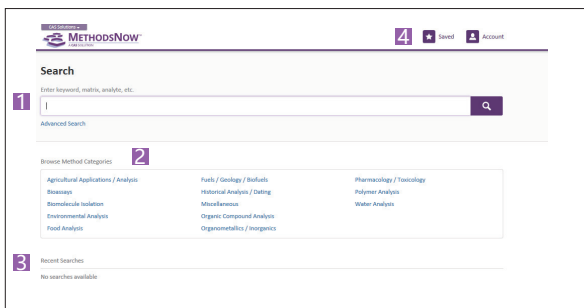 CAS Solutions
METHODSNOW™
A CAS SOLUTION
4 Saved Account
Search
Enter keyword, matrix, analyte, etc.
1
Advanced Search
Browse Method Categories 2
Agricultural Applications / Analysis Fuels / Geology / Biofuels Pharmacology / Toxicology
Bioassays Historical Analysis / Dating Polymer Analysis
Biomolecule Isolation Miscellaneous Water Analysis
Environmental Analysis Organic Compound Analysis
Food Analysis Organometallics / Inorganics
3 Recent Searches
No searches available